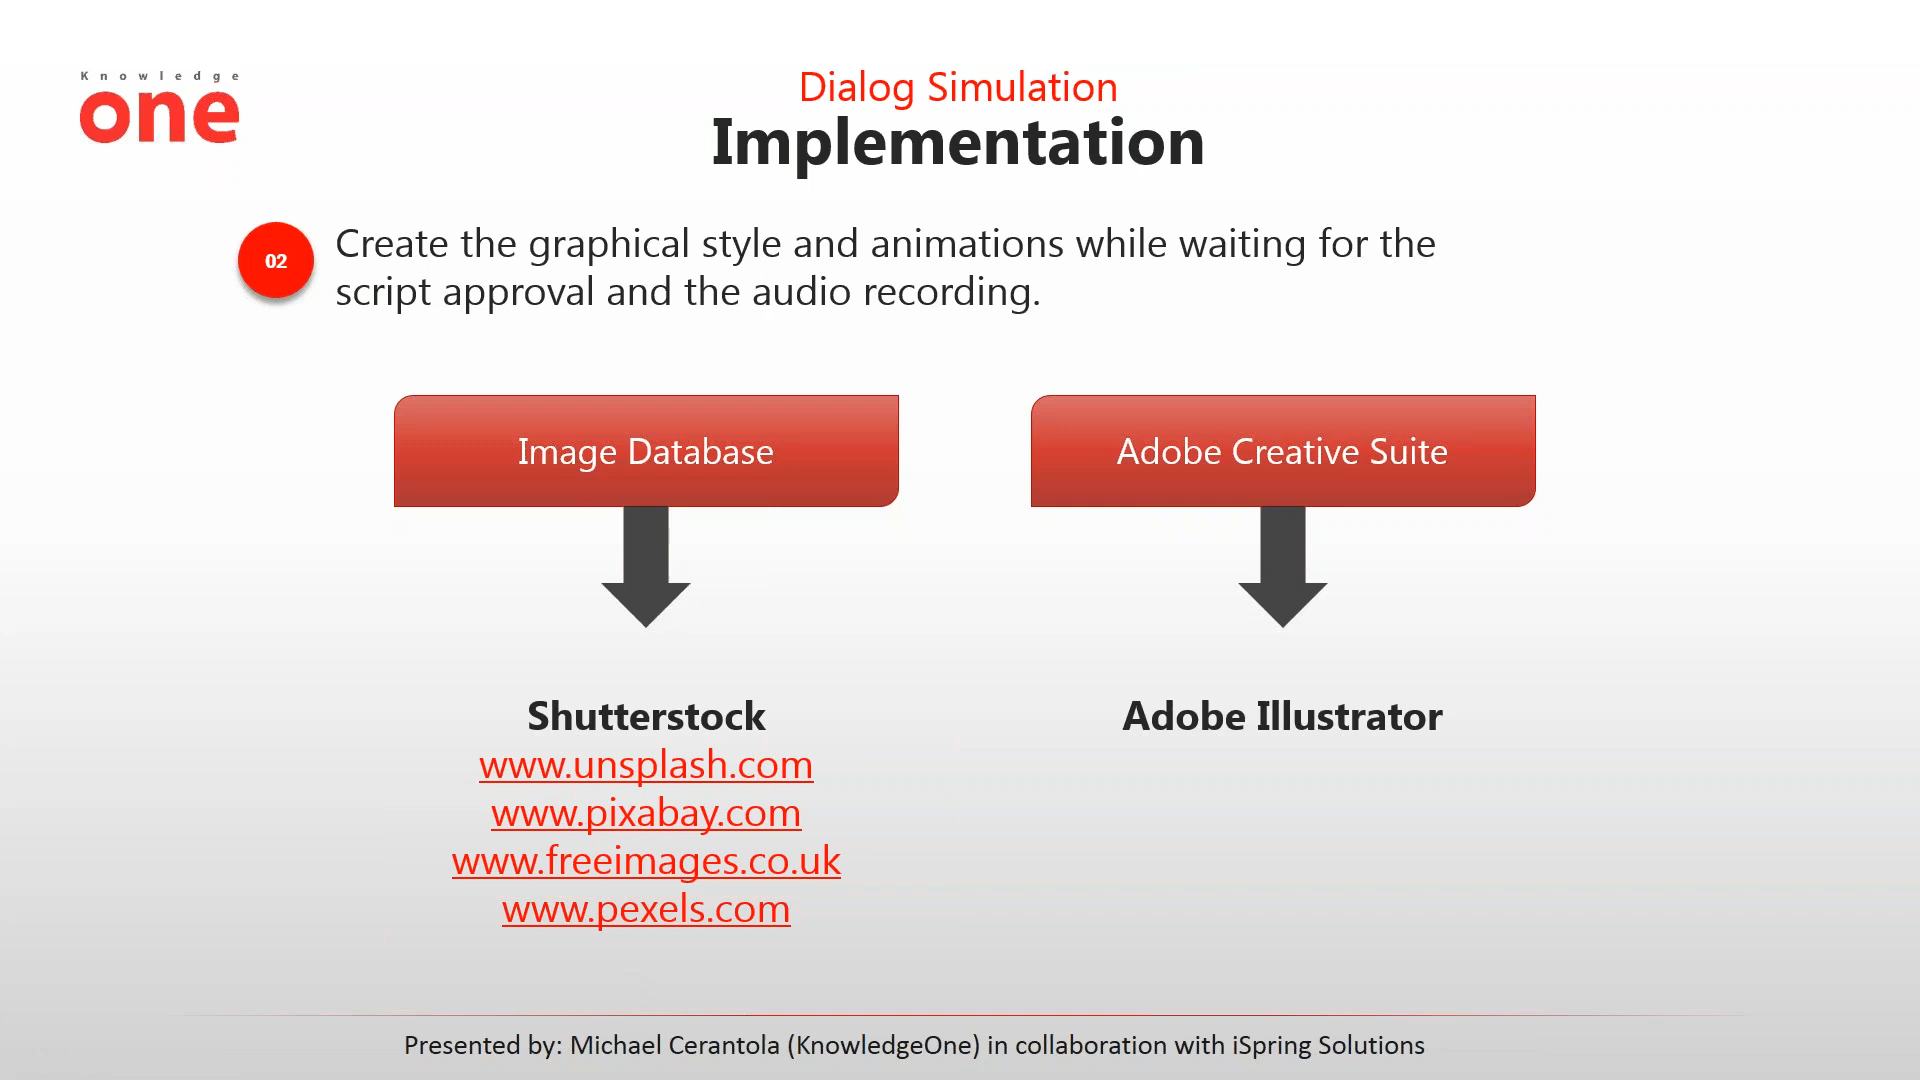 Knowledge
one
Dialog Simulation
Implementation
02
Create the graphical style and animations while waiting for the
script approval and the audio recording.
Image Database
Adobe Creative Suite
Shutterstock
www.unsplash.com
www.pixabay.com
www.freeimages.co.uk
www.pexels.com
Adobe Illustrator
Presented by: Michael Cerantola (KnowledgeOne) in collaboration with iSpring Solutions